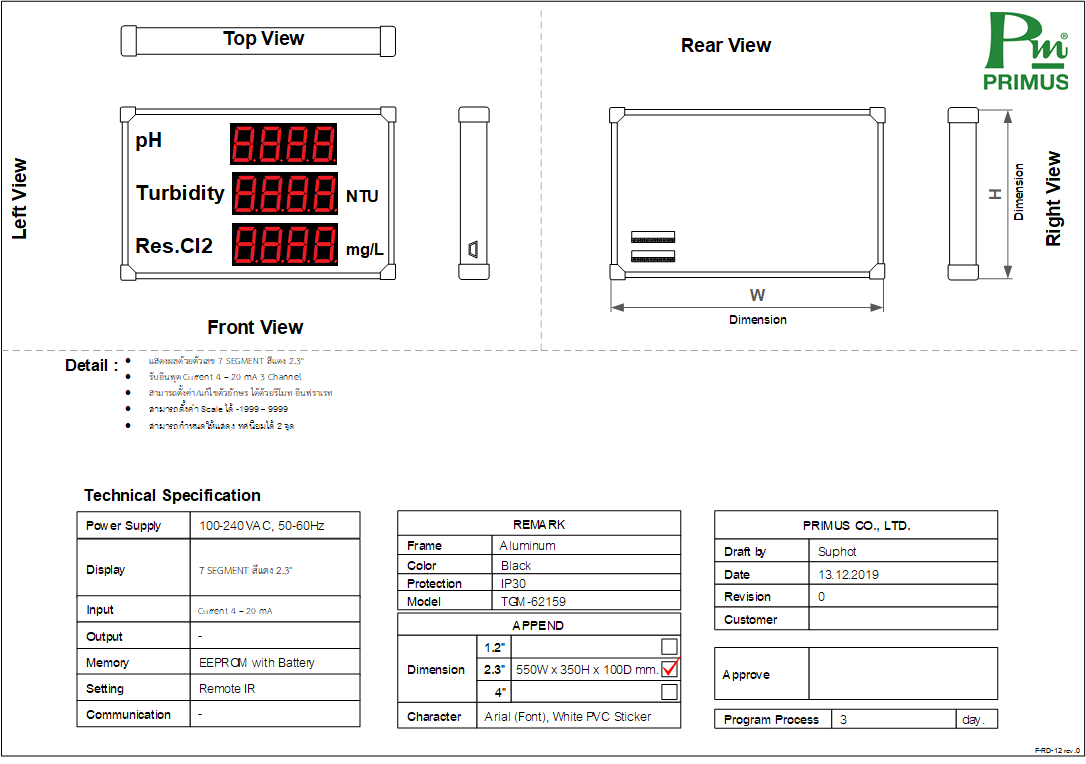 Top View
Rear View
Pm®
PRIMUS
Left View
pH 8.8.8.8.
Turbidity 8.8.8.8. NTU
Res.Cl2 8.8.8.8. mg/L
H
Dimension
Right View
W
Dimension
Front View
Detail :
• แสดงผลด้วยตัวเลข 7 SEGMENT สีแดง 2.3"
• รับอินพุต Current 4 – 20 mA 3 Channel
• สามารถตั้งค่า/แก้ไขตัวอักษร ได้ด้วยรีโมท อินฟราเรท
• สามารถตั้งค่า Scale ได้ -1999 – 9999
• สามารถกำหนดให้แสดง ทศนิยมได้ 2 จุด
Technical Specification
Power Supply 100-240 VAC, 50-60Hz
Display 7 SEGMENT สีแดง 2.3"
Input Current 4 – 20 mA
Output -
Memory EEPROM with Battery
Setting Remote IR
Communication -
REMARK
Frame Aluminum
Color Black
Protection IP30
Model TGM-62159
APPEND
Dimension
1.2"
2.3" 550W x 350H x 100D mm.
4"
Character Arial (Font), White PVC Sticker
PRIMUS CO., LTD.
Draft by Suphot
Date 13.12.2019
Revision 0
Customer
Approve
Program Process 3 day.
F-RD-12 rev.0